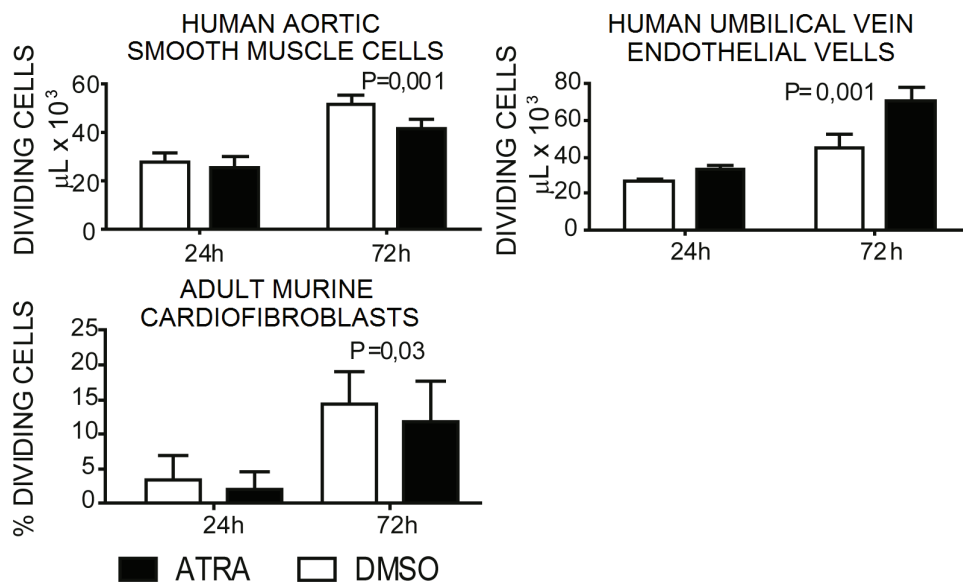 HUMAN AORTIC
SMOOTH MUSCLE CELLS
DIVIDING CELLS
µL x 10³
60
40
20
0
P=0,001
24h
72h
HUMAN UMBILICAL VEIN
ENDOTHELIAL VELLS
DIVIDING CELLS
µL x 10³
80
60
40
20
0
P=0,001
24h
72h
ADULT MURINE
CARDIOFIBROBLASTS
% DIVIDING CELLS
25
20
15
10
5
0
P=0,03
24h
72h
ATRA
DMSO